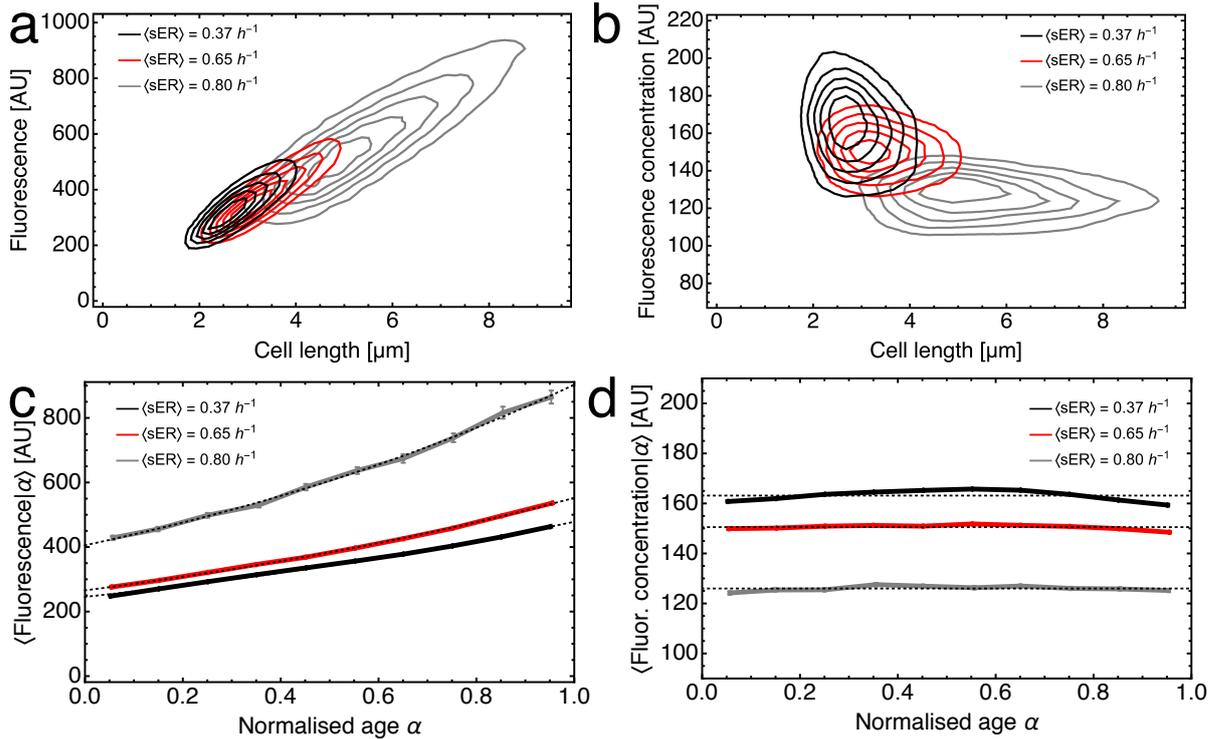 a
Fluorescence [AU]
1000
800
600
400
200
0
⟨sER⟩ = 0.37 h⁻¹
⟨sER⟩ = 0.65 h⁻¹
⟨sER⟩ = 0.80 h⁻¹
0 2 4 6 8
Cell length [µm]
b
Fluorescence concentration [AU]
220
200
180
160
140
120
100
80
⟨sER⟩ = 0.37 h⁻¹
⟨sER⟩ = 0.65 h⁻¹
⟨sER⟩ = 0.80 h⁻¹
0 2 4 6 8
Cell length [µm]
c
⟨Fluorescence|α⟩ [AU]
800
600
400
200
0
⟨sER⟩ = 0.37 h⁻¹
⟨sER⟩ = 0.65 h⁻¹
⟨sER⟩ = 0.80 h⁻¹
0.0 0.2 0.4 0.6 0.8 1.0
Normalised age α
d
⟨Fluor. concentration|α⟩ [AU]
200
180
160
140
120
100
⟨sER⟩ = 0.37 h⁻¹
⟨sER⟩ = 0.65 h⁻¹
⟨sER⟩ = 0.80 h⁻¹
0.0 0.2 0.4 0.6 0.8 1.0
Normalised age α